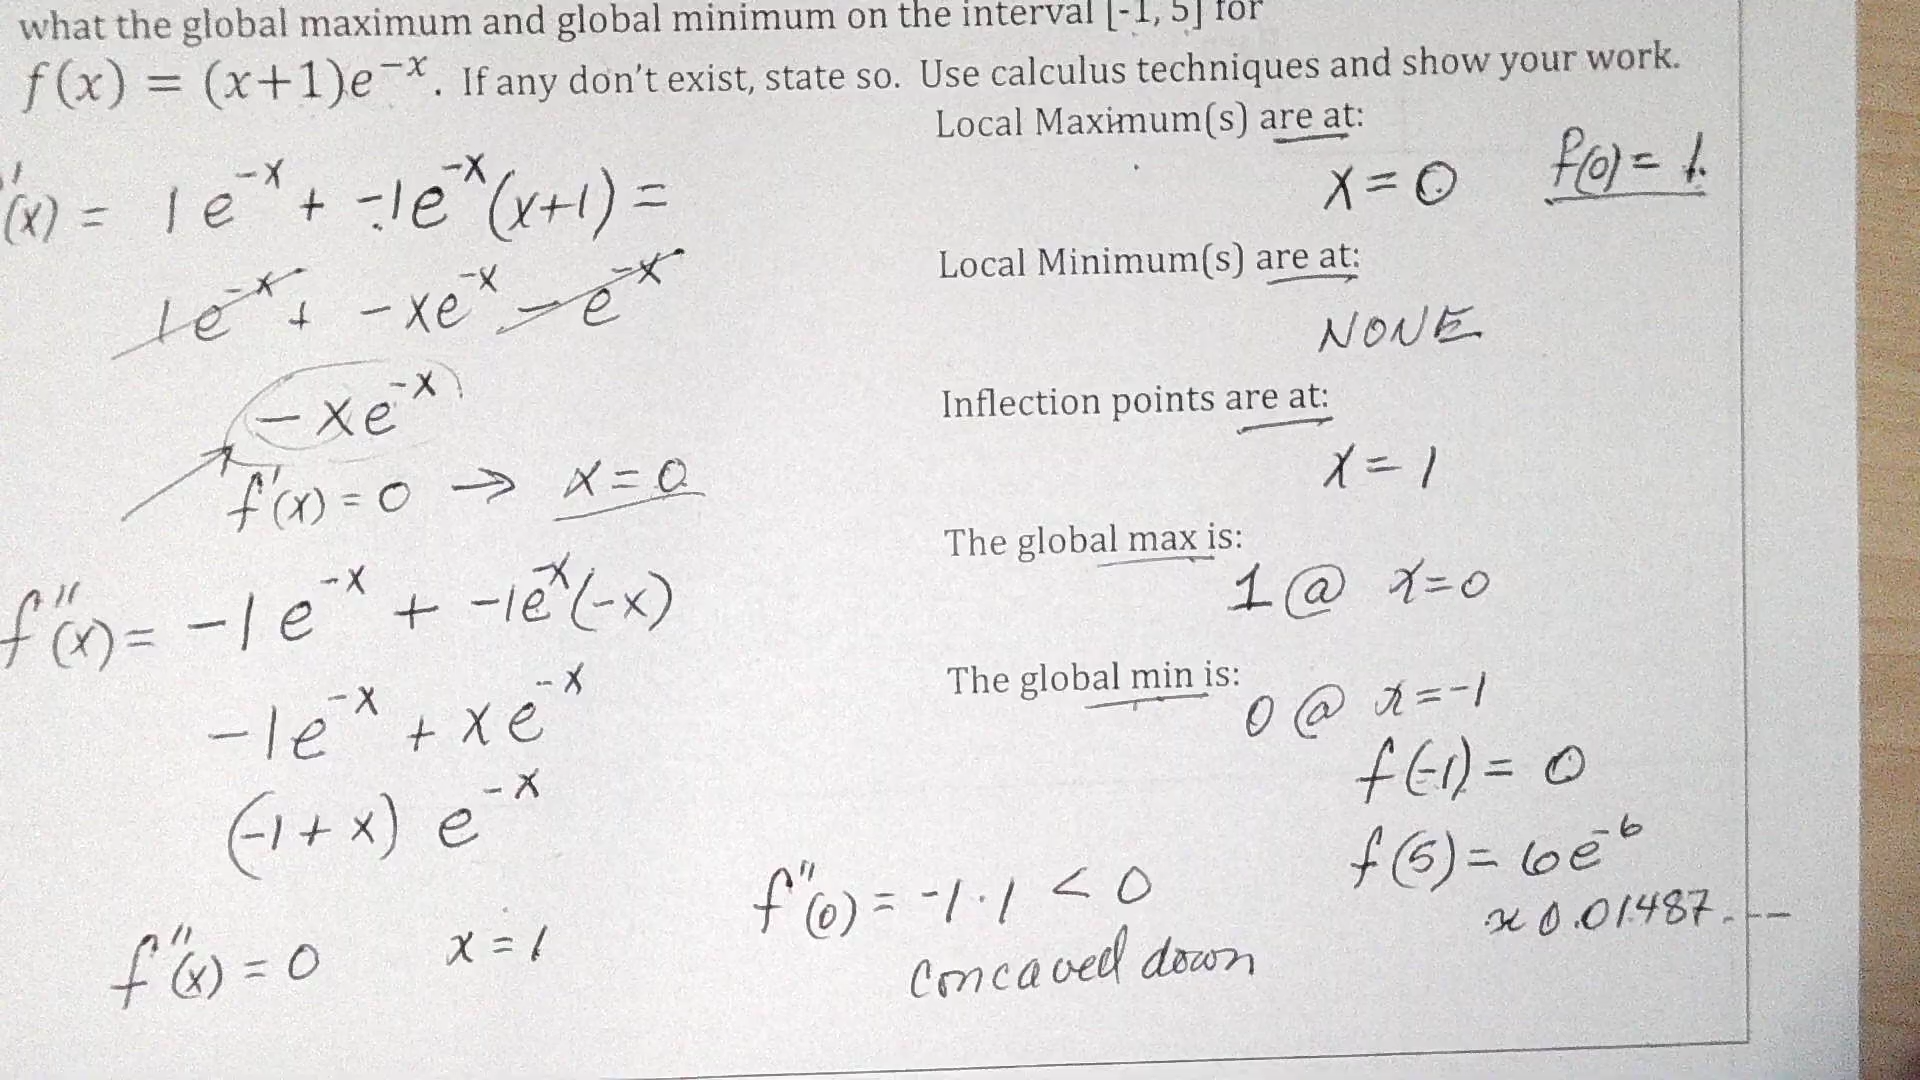 what the global maximum and global minimum on the interval [-1, 5] for
f(x) = (x+1)e^{-x}. If any don't exist, state so. Use calculus techniques and show your work.
'(x) = 1e^{-x} + -1e^{-x}(x+1) =
1e^{-x} + -xe^{-x} - e^{-x}
-xe^{-x}
f'(x) = 0 → x = 0
f''(x) = -1e^{-x} + -1e^{-x}(-x)
-1e^{-x} + xe^{-x}
(-1+x) e^{-x}
f''(x) = 0 x = 1
Local Maximum(s) are at:
x = 0 f(0) = 1.
Local Minimum(s) are at:
NONE
Inflection points are at:
x = 1
The global max is:
1 @ x=0
The global min is:
0 @ x=-1
f(-1) = 0
f(5) = 6e^{-6}
≈ 0.01487...
f''(0) = -1·1 < 0
concaved down